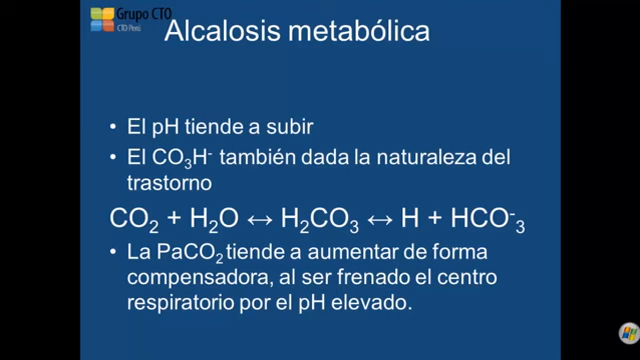 Grupo CTO
CTO Perú
Alcalosis metabólica
• El pH tiende a subir
• El CO₃H⁻ también dada la naturaleza del
trastorno
CO₂ + H₂O ↔ H₂CO₃ ↔ H + HCO⁻₃
• La PaCO₂ tiende a aumentar de forma
compensadora, al ser frenado el centro
respiratorio por el pH elevado.